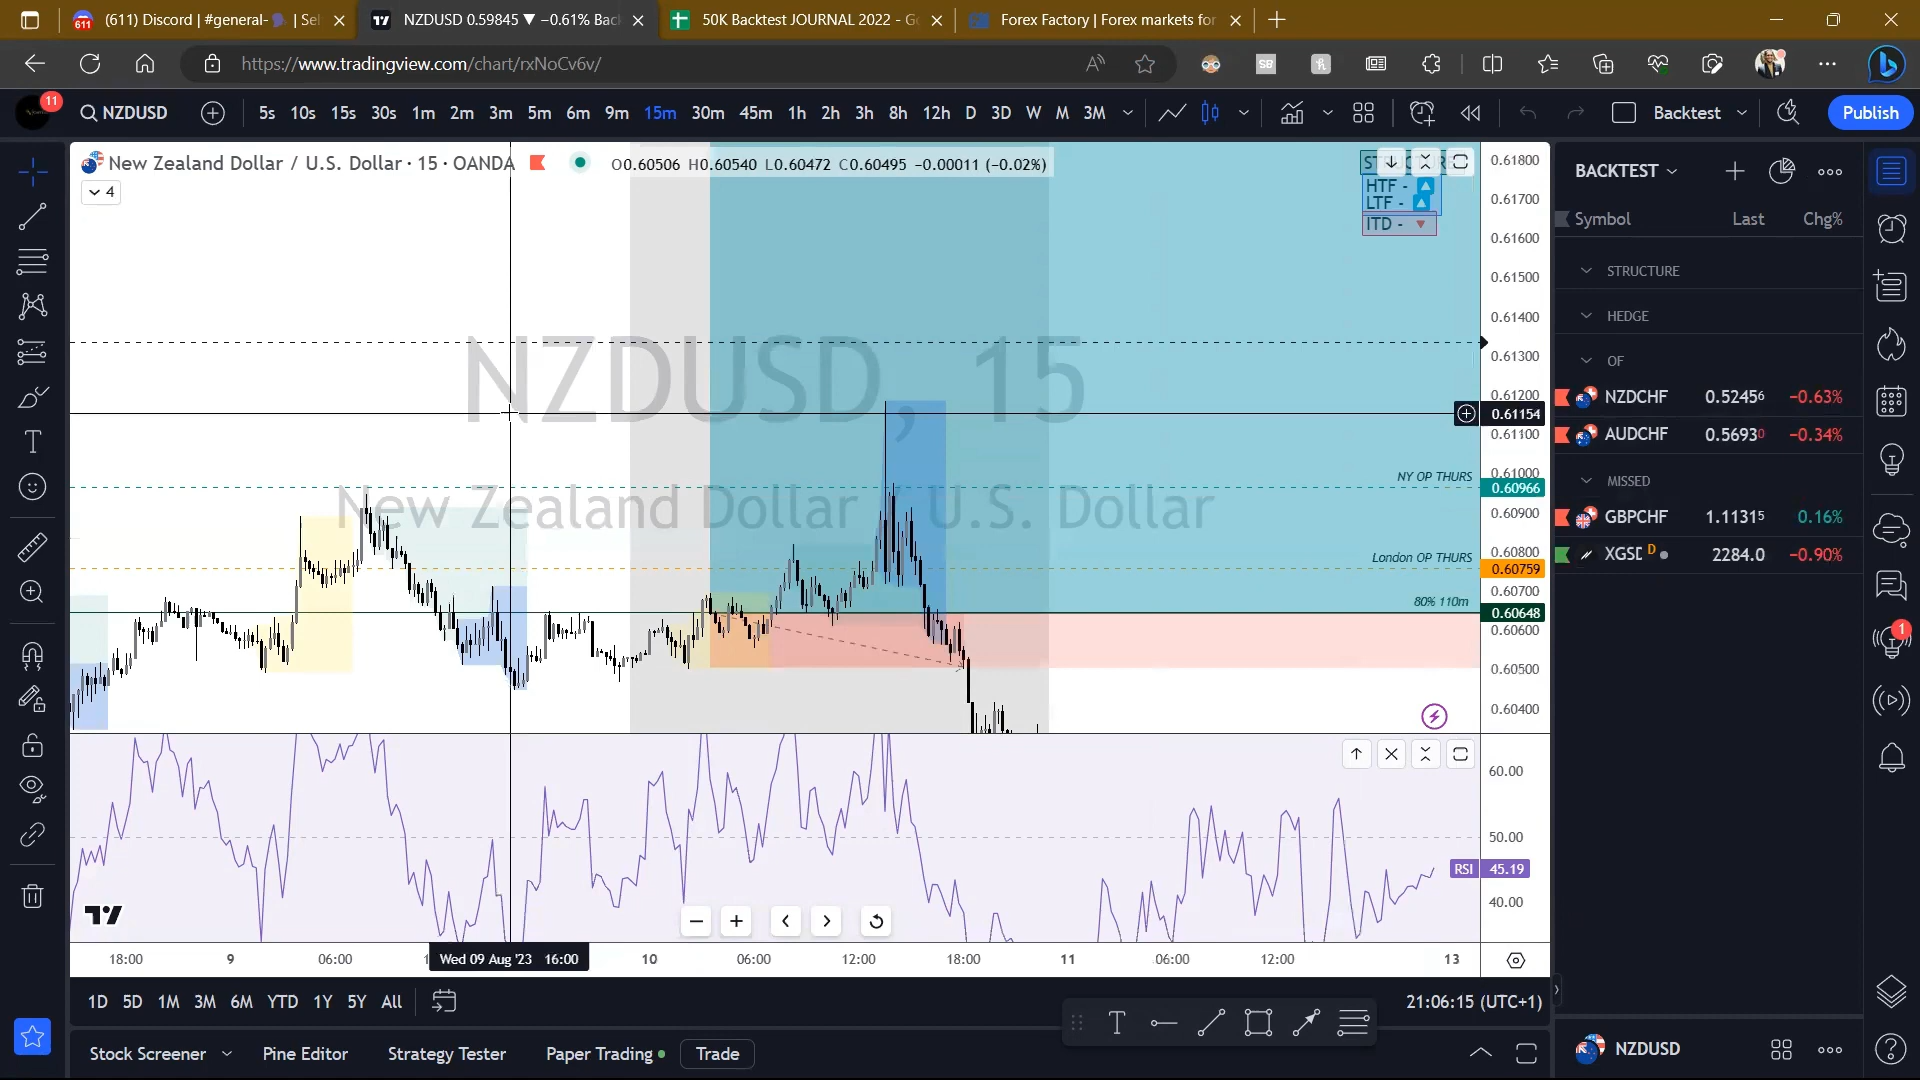 (611) Discord | #general- | Sel
NZDUSD 0.59845 ▼ −0.61% Bac
50K Backtest JOURNAL 2022 - Go
Forex Factory | Forex markets for
https://www.tradingview.com/chart/rxNoCv6v/
11
NZDUSD
5s 10s 15s 30s 1m 2m 3m 5m 6m 9m 15m 30m 45m 1h 2h 3h 8h 12h D 3D W M 3M
Backtest
Publish
New Zealand Dollar / U.S. Dollar · 15 · OANDA
O0.60506 H0.60540 L0.60472 C0.60495 −0.00011 (−0.02%)
4
HTF -
LTF -
ITD -
NZDUSD, 15
New Zealand Dollar / U.S. Dollar
NY OP THURS
London OP THURS
80% 110m
0.61800
0.61700
0.61600
0.61500
0.61400
0.61300
0.61200
0.61154
0.61100
0.61000
0.60966
0.60900
0.60800
0.60759
0.60700
0.60648
0.60600
0.60500
0.60400
60.00
50.00
RSI 45.19
40.00
18:00 9 06:00 1 Wed 09 Aug '23 16:00 10 06:00 12:00 18:00 11 06:00 12:00 13
1D 5D 1M 3M 6M YTD 1Y 5Y All
21:06:15 (UTC+1)
Stock Screener Pine Editor Strategy Tester Paper Trading Trade
BACKTEST
Symbol Last Chg%
STRUCTURE
HEDGE
OF
NZDCHF 0.52456 −0.63%
AUDCHF 0.56930 −0.34%
MISSED
GBPCHF 1.11315 0.16%
XGSD D 2284.0 −0.90%
1
NZDUSD